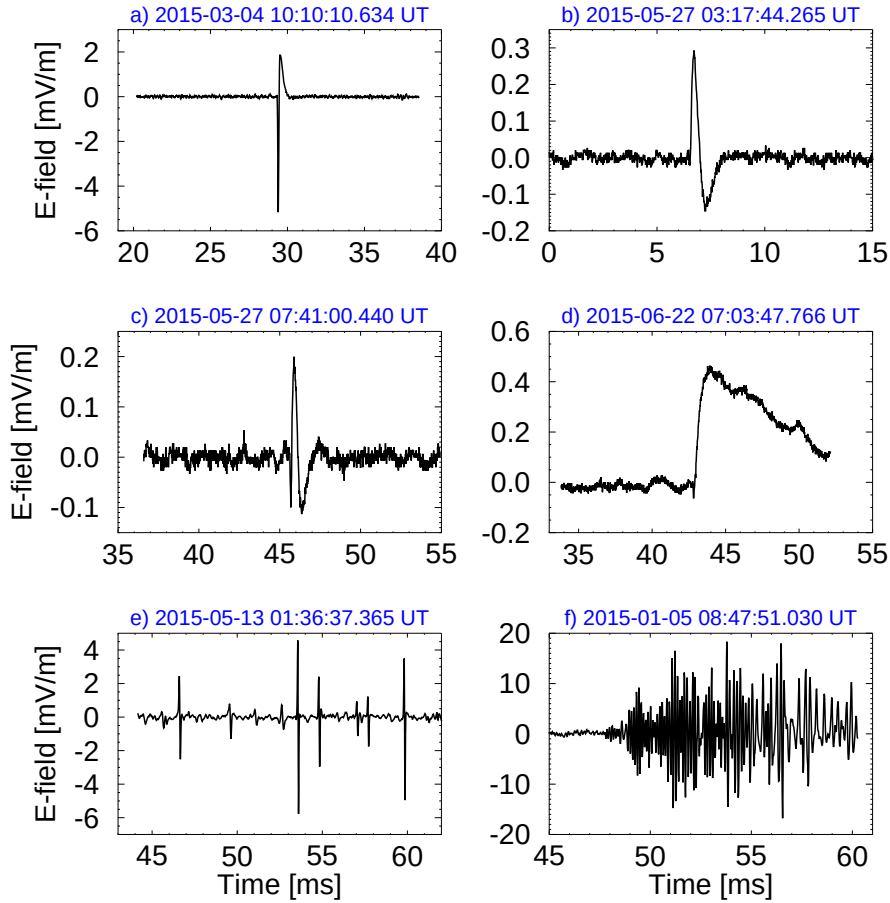 a) 2015-03-04 10:10:10.634 UT
b) 2015-05-27 03:17:44.265 UT
E-field [mV/m]
2
0
-2
-4
-6
20 25 30 35 40
0.3
0.2
0.1
0.0
-0.1
-0.2
0 5 10 15
c) 2015-05-27 07:41:00.440 UT
d) 2015-06-22 07:03:47.766 UT
E-field [mV/m]
0.2
0.1
0.0
-0.1
35 40 45 50 55
0.6
0.4
0.2
0.0
-0.2
35 40 45 50 55
e) 2015-05-13 01:36:37.365 UT
f) 2015-01-05 08:47:51.030 UT
E-field [mV/m]
4
2
0
-2
-4
-6
45 50 55 60
Time [ms]
20
10
0
-10
-20
45 50 55 60
Time [ms]